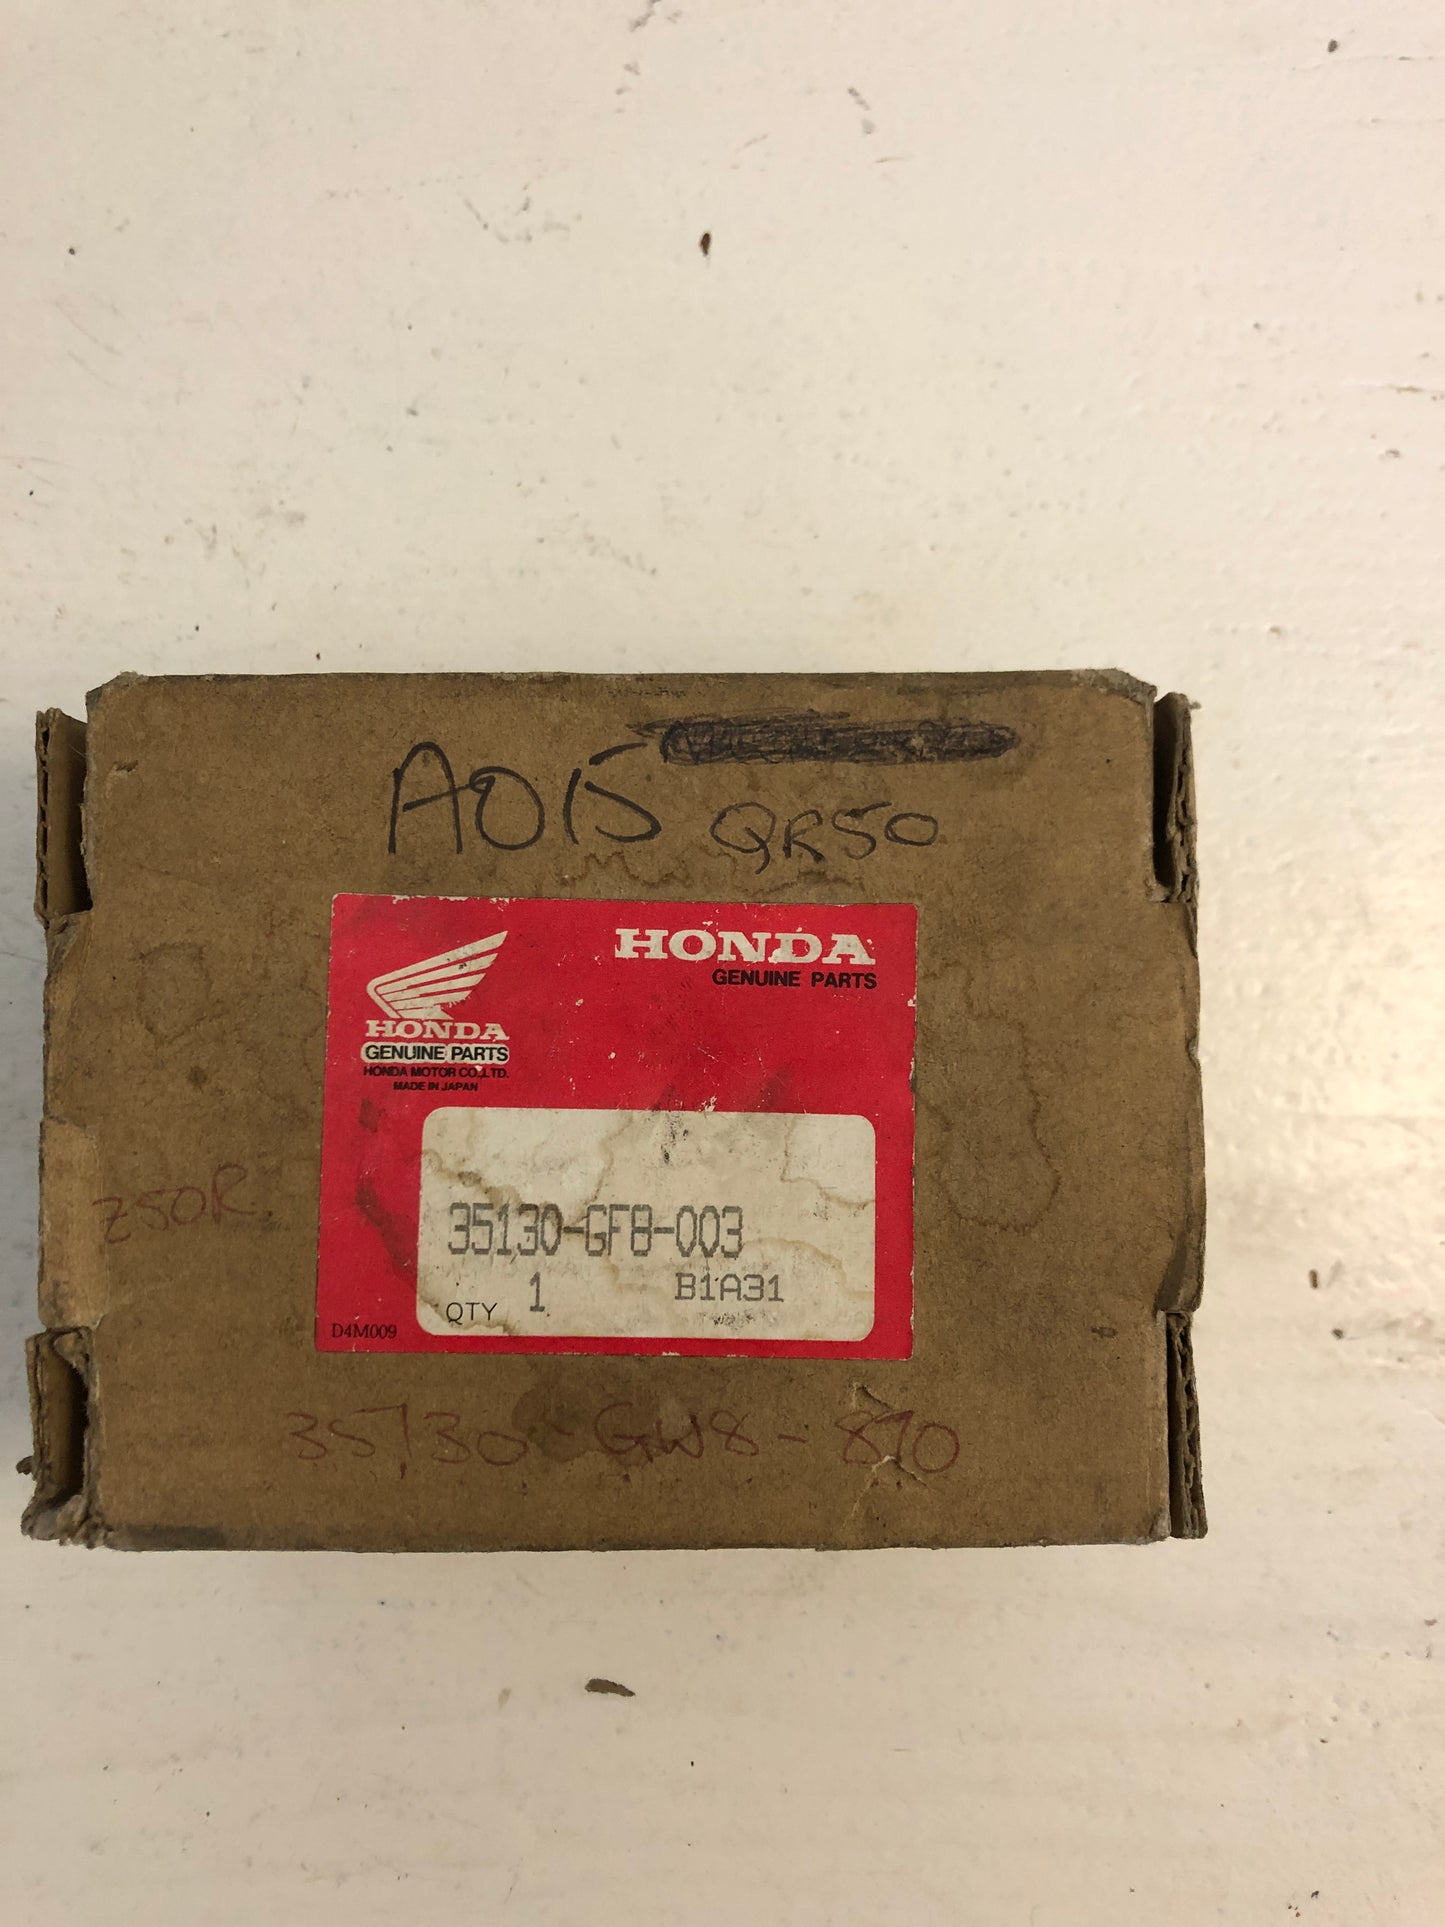 A015
QR50
HONDA
GENUINE PARTS
HONDA
GENUINE PARTS
HONDA MOTOR CO.,LTD.
MADE IN JAPAN
Z50R
35130-GF8-003
QTY 1 B1A31
D4M009
35130 GW8-870